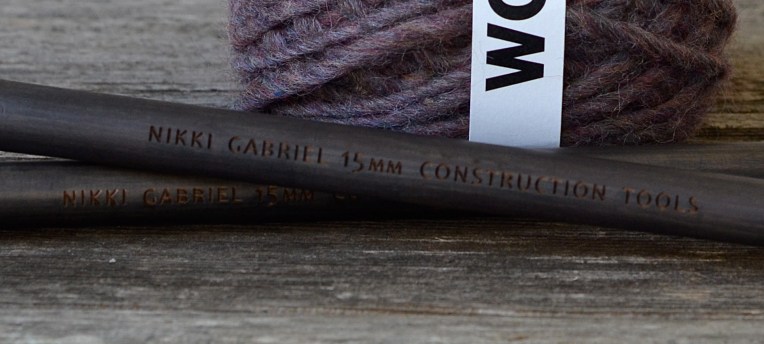 WO
NIKKI GABRIEL 15MM CONSTRUCTION TOOLS
NIKKI GABRIEL 15MM